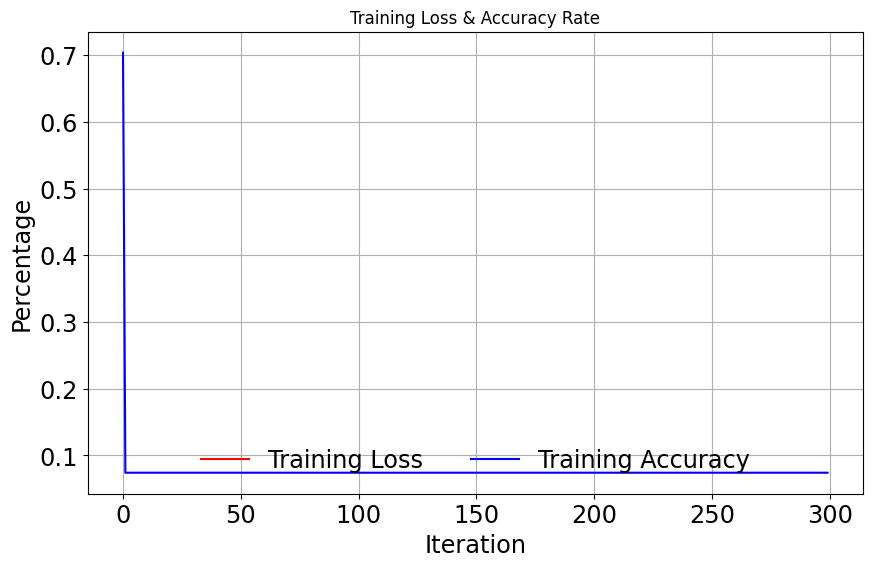 Training Loss & Accuracy Rate
0.7
0.6
0.5
0.4
0.3
0.2
0.1
Percentage
Training Loss Training Accuracy
0 50 100 150 200 250 300
Iteration